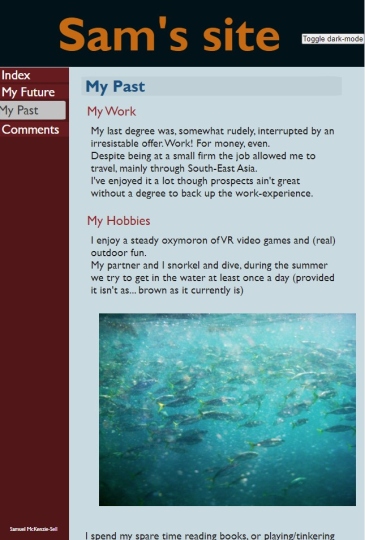 Sam's site
Toggle dark-mode
Index
My Future
My Past
Comments
My Past
My Work
My last degree was, somewhat rudely, interrupted by an
irresistable offer. Work! For money, even.
Despite being at a small firm the job allowed me to
travel, mainly through South-East Asia.
I've enjoyed it a lot though prospects ain't great
without a degree to back up the work-experience.
My Hobbies
I enjoy a steady oxymoron of VR video games and (real)
outdoor fun.
My partner and I snorkel and dive, during the summer
we try to get in the water at least once a day (provided
it isn't as... brown as it currently is)
I spend my spare time reading books, or playing/tinkering
Samuel McKenzie-Sell